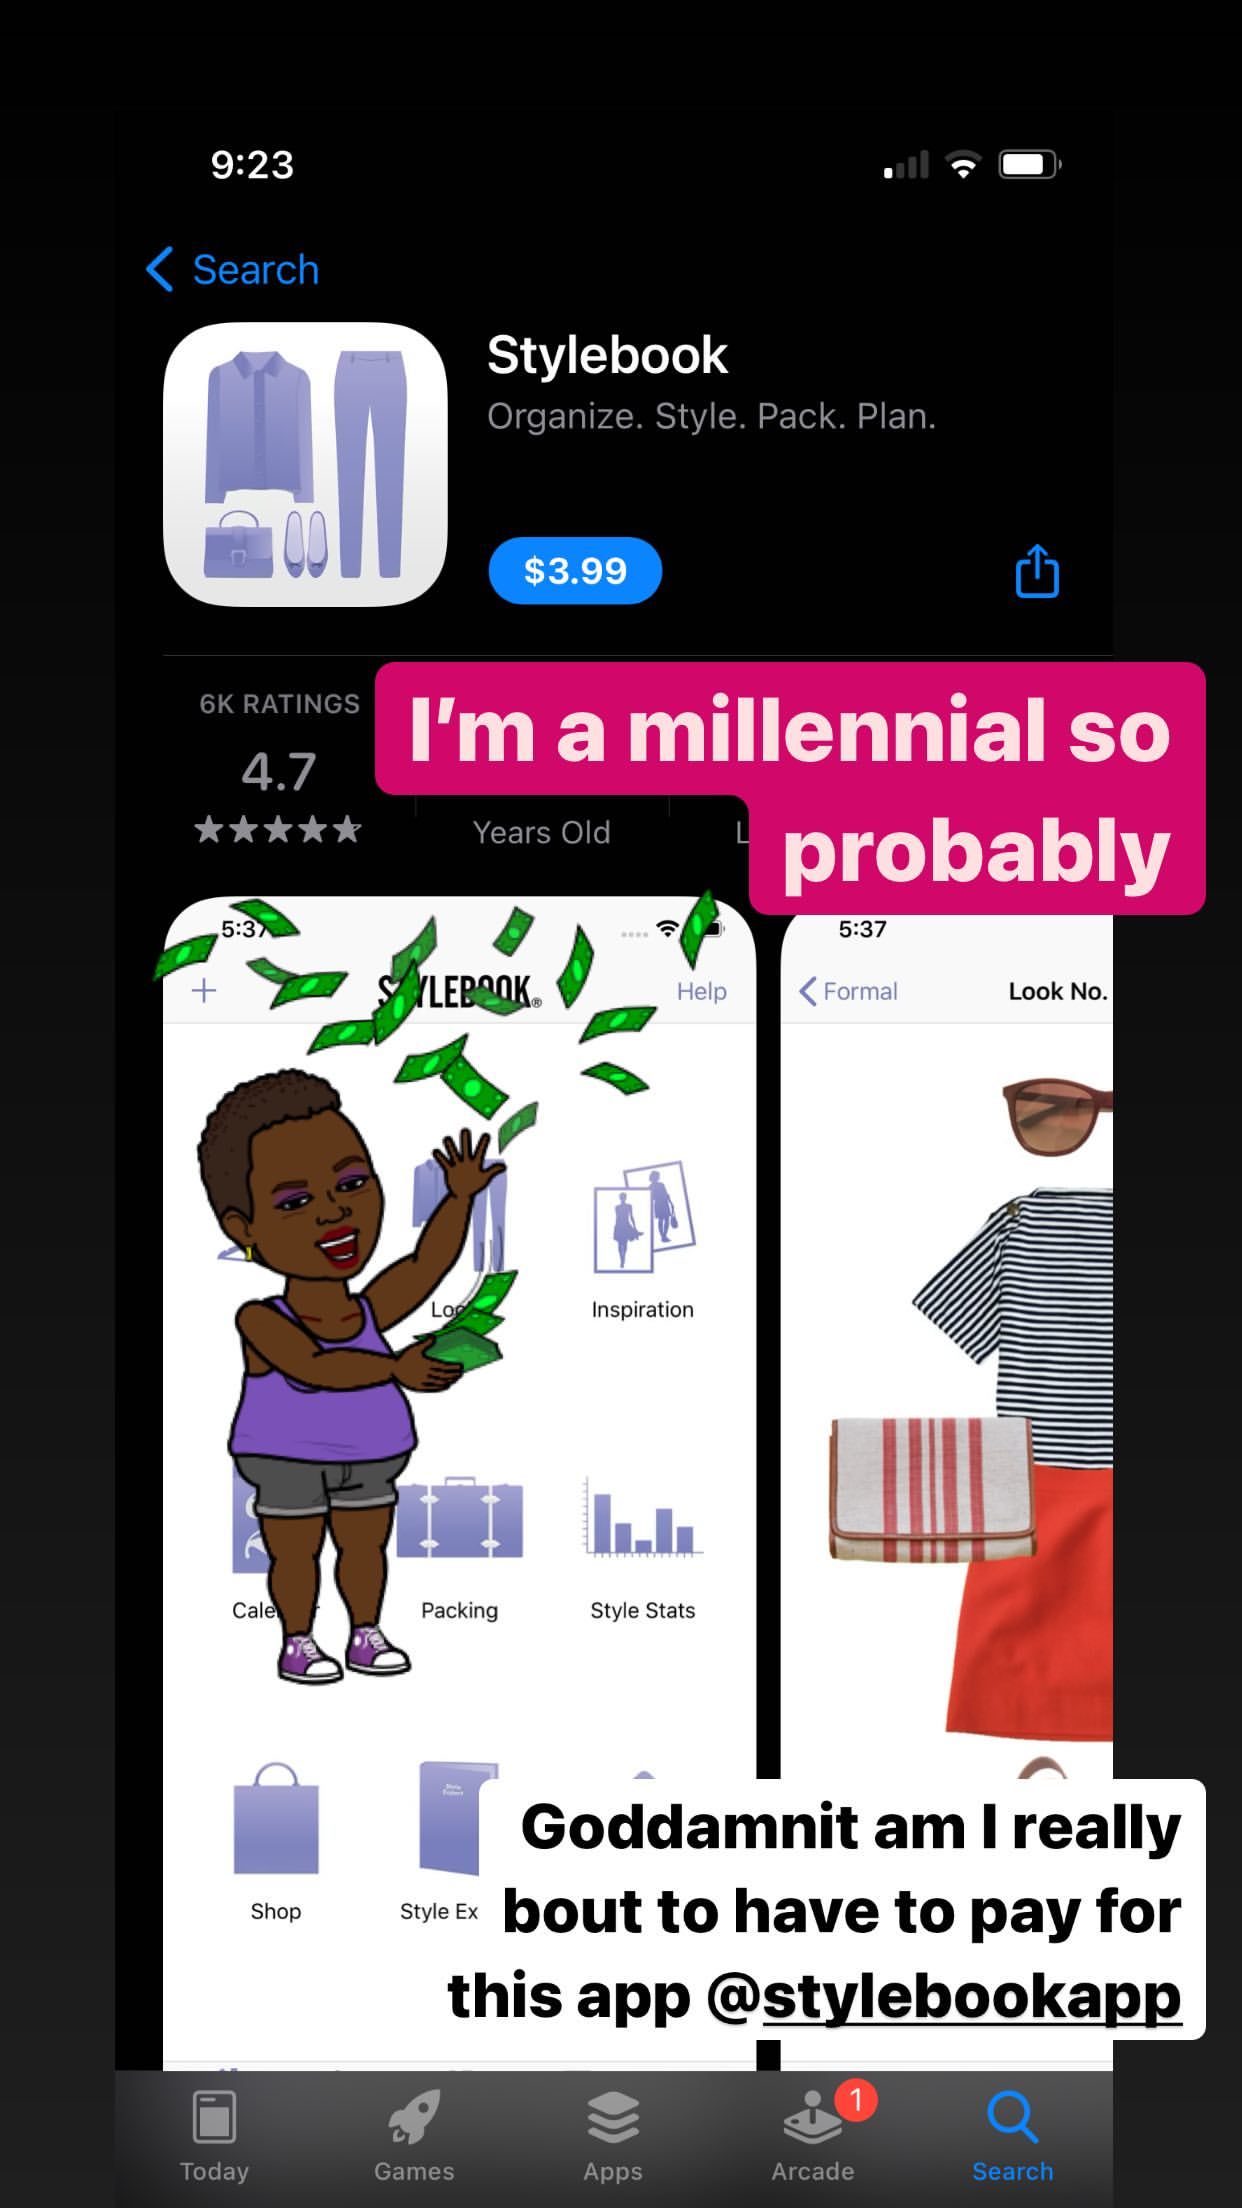 9:23
Search
Stylebook
Organize. Style. Pack. Plan.
$3.99
6K RATINGS
4.7
Years Old
L
I'm a millennial so
probably
5:37
STYLEBOOK®
Help
5:37
Formal
Look No.
Inspiration
Packing
Style Stats
Shop
Style Ex
Goddamnit am I really
bout to have to pay for
this app @stylebookapp
Today
Games
Apps
Arcade
1
Search